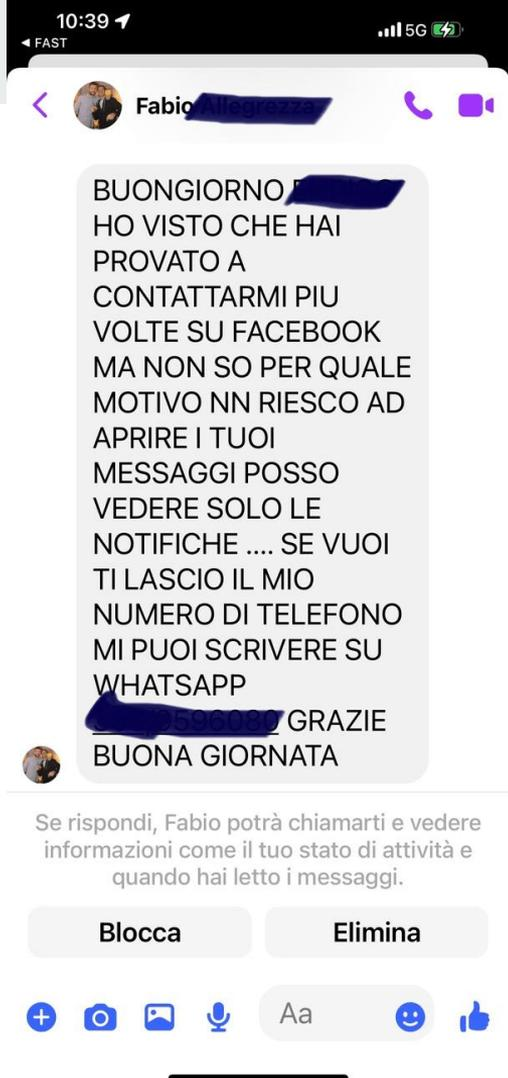 10:39
5G
FAST
Fabio
BUONGIORNO
HO VISTO CHE HAI
PROVATO A
CONTATTARMI PIU
VOLTE SU FACEBOOK
MA NON SO PER QUALE
MOTIVO NN RIESCO AD
APRIRE I TUOI
MESSAGGI POSSO
VEDERE SOLO LE
NOTIFICHE .... SE VUOI
TI LASCIO IL MIO
NUMERO DI TELEFONO
MI PUOI SCRIVERE SU
WHATSAPP
GRAZIE
BUONA GIORNATA
Se rispondi, Fabio potrà chiamarti e vedere
informazioni come il tuo stato di attività e
quando hai letto i messaggi.
Blocca
Elimina
Aa